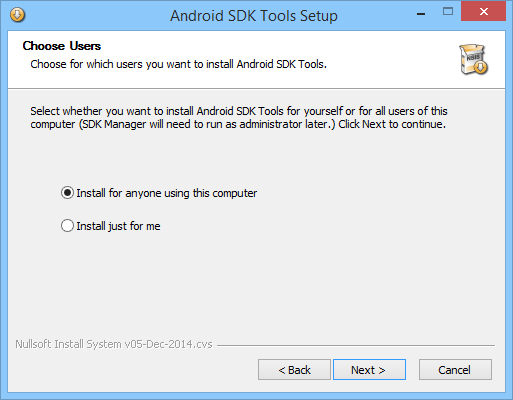 Android SDK Tools Setup
Choose Users
Choose for which users you want to install Android SDK Tools.
NSIS
Select whether you want to install Android SDK Tools for yourself or for all users of this
computer (SDK Manager will need to run as administrator later.) Click Next to continue.
Install for anyone using this computer
Install just for me
Nullsoft Install System v05-Dec-2014.cvs
< Back
Next >
Cancel